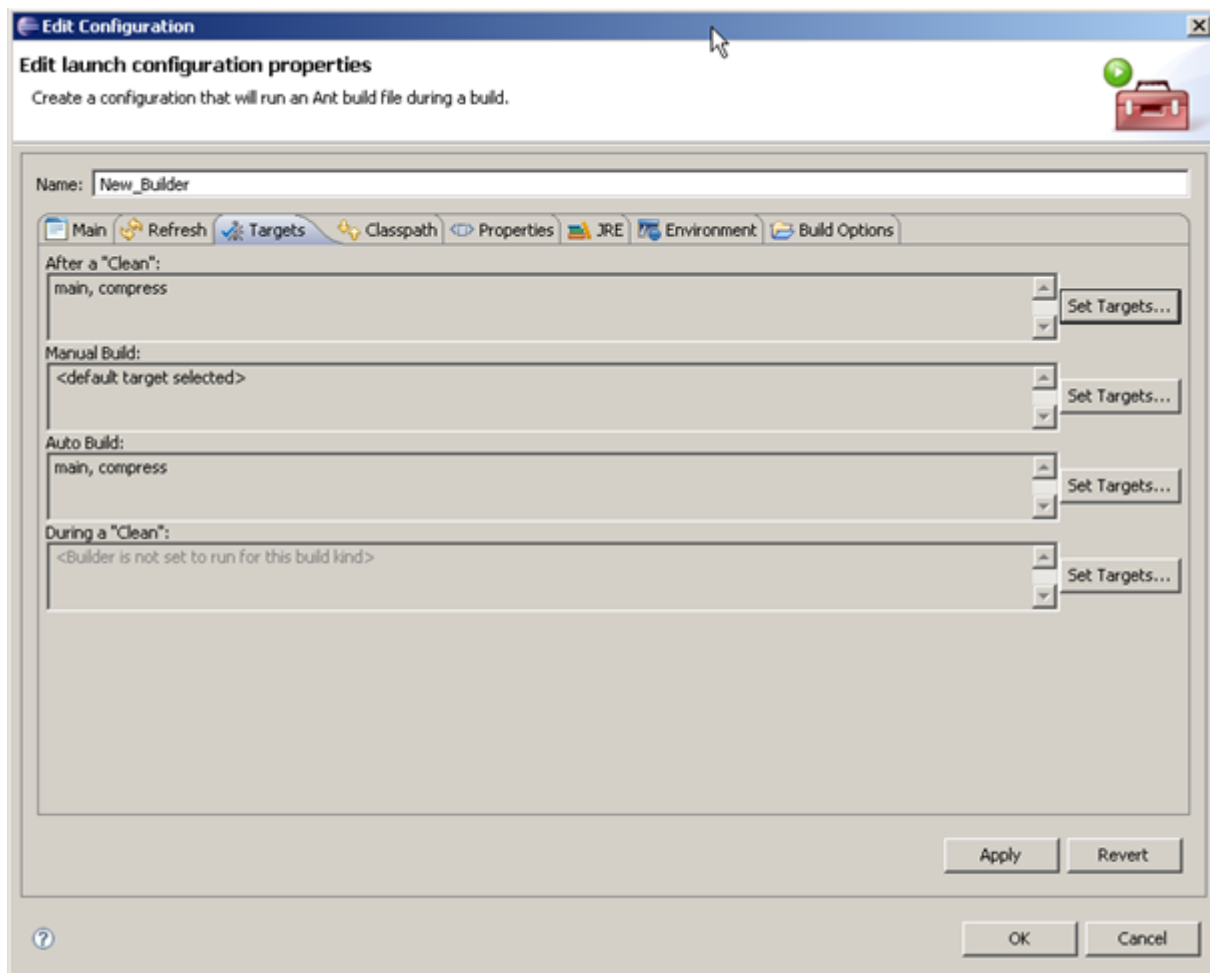 Edit Configuration
Edit launch configuration properties
Create a configuration that will run an Ant build file during a build.
Name: New_Builder
Main Refresh Targets Classpath Properties JRE Environment Build Options
After a "Clean":
main, compress
Set Targets...
Manual Build:
<default target selected>
Set Targets...
Auto Build:
main, compress
Set Targets...
During a "Clean":
<Builder is not set to run for this build kind>
Set Targets...
Apply Revert
OK Cancel